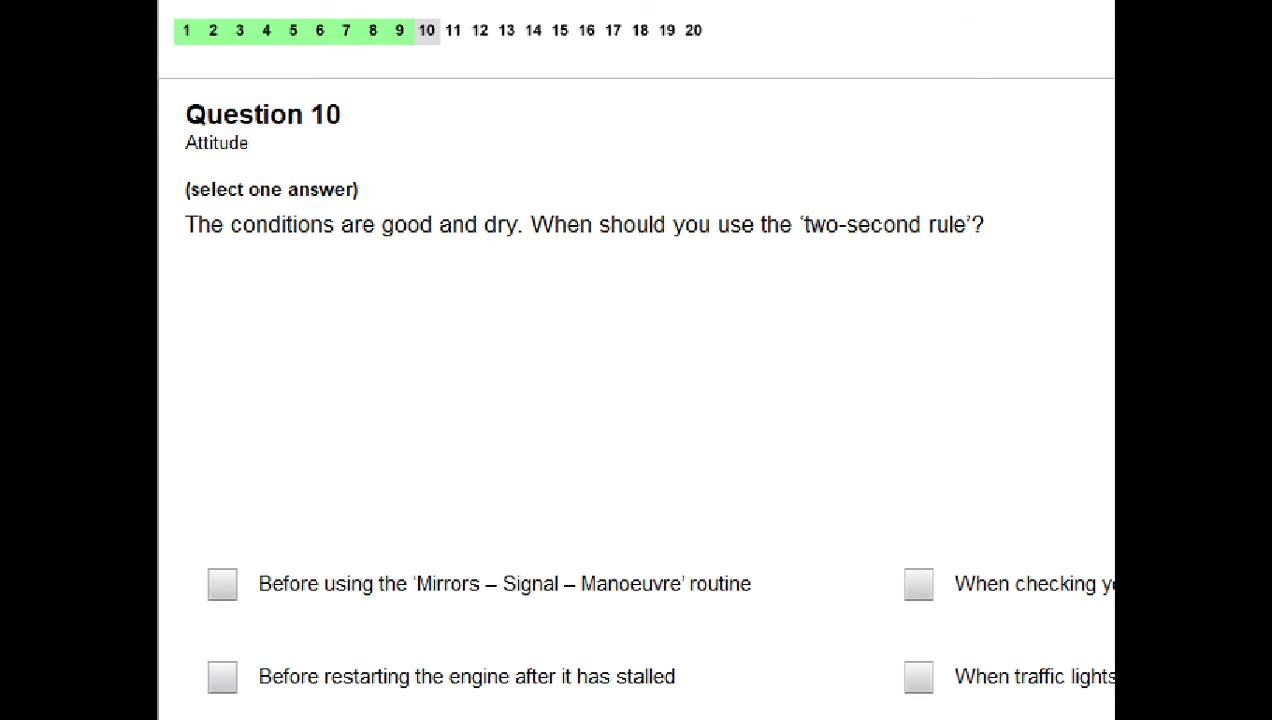 1 2 3 4 5 6 7 8 9 10 11 12 13 14 15 16 17 18 19 20
Question 10
Attitude
(select one answer)
The conditions are good and dry. When should you use the ‘two-second rule’?
Before using the ‘Mirrors – Signal – Manoeuvre’ routine
When checking
Before restarting the engine after it has stalled
When traffic lights